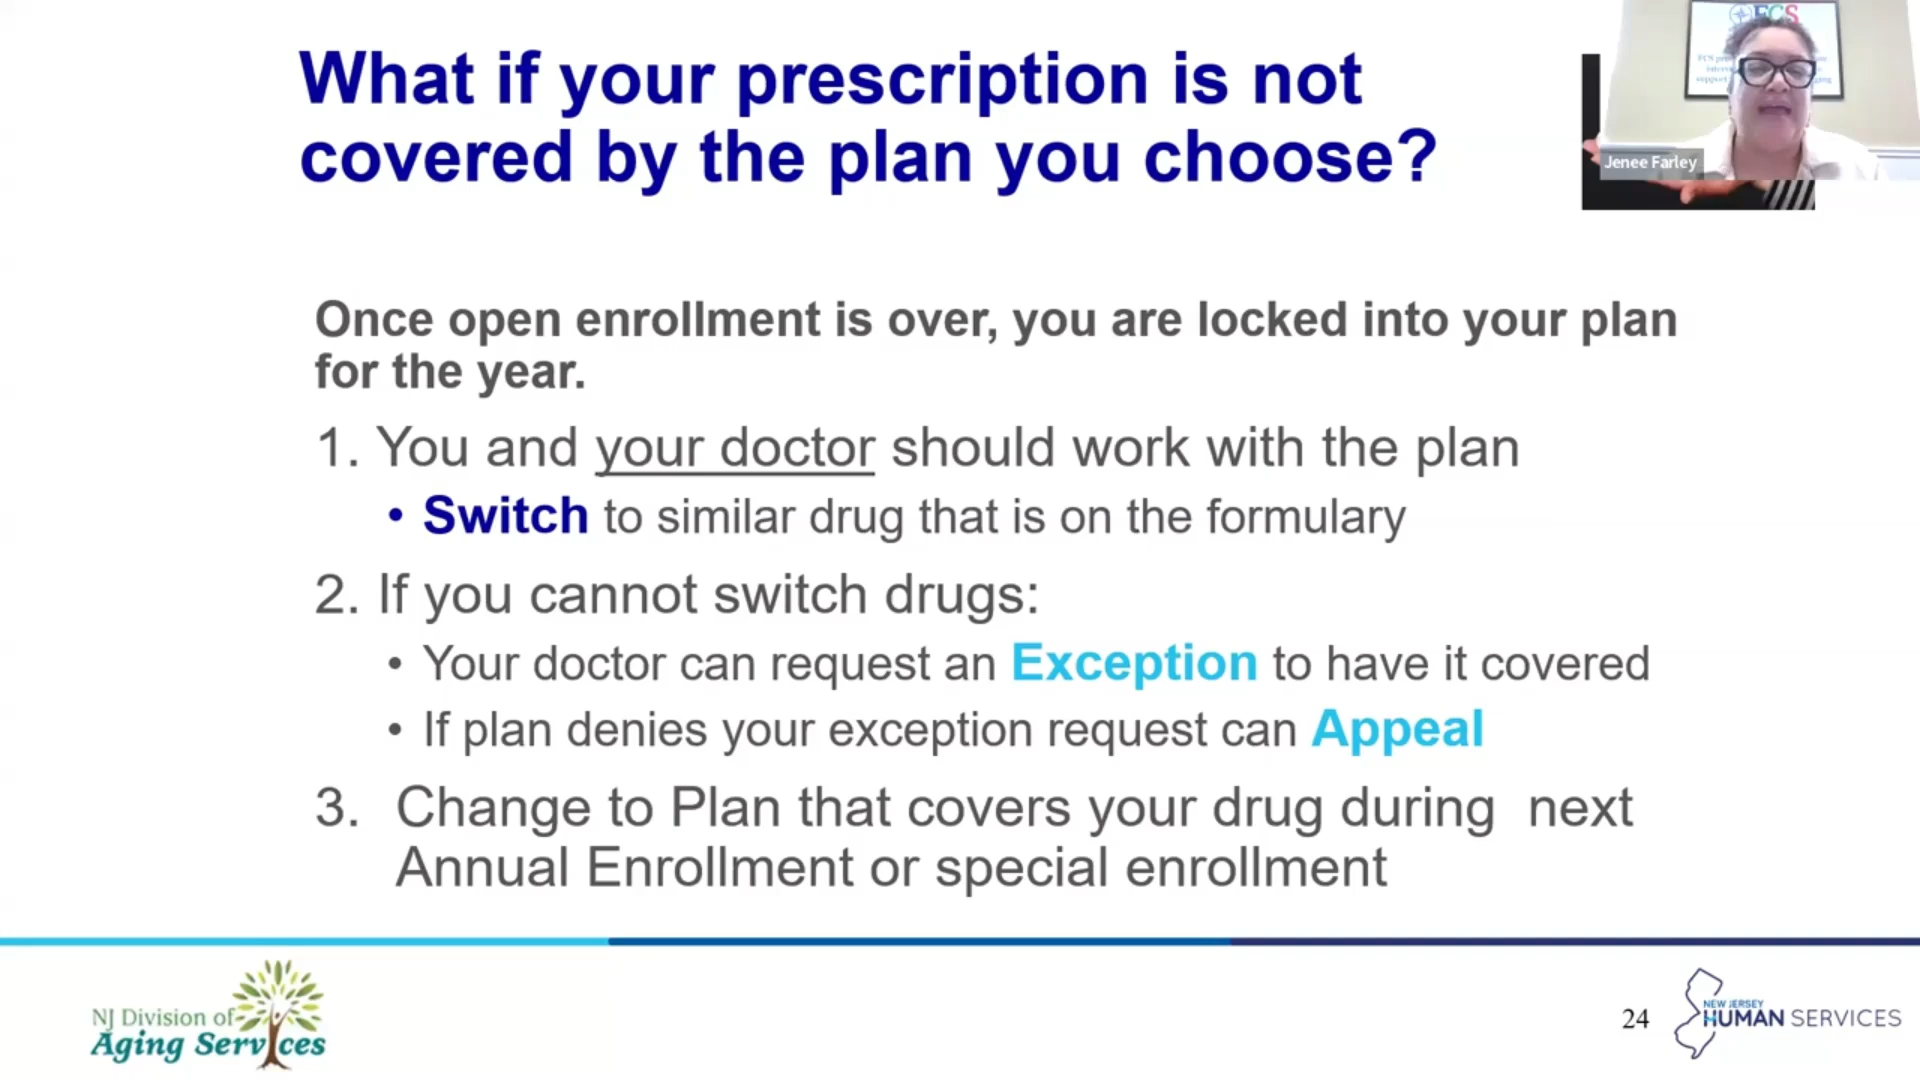 What if your prescription is not
covered by the plan you choose?
FCS
Jenee Farley
Once open enrollment is over, you are locked into your plan
for the year.
1. You and your doctor should work with the plan
• Switch to similar drug that is on the formulary
2. If you cannot switch drugs:
• Your doctor can request an Exception to have it covered
• If plan denies your exception request can Appeal
3. Change to Plan that covers your drug during next
Annual Enrollment or special enrollment
NJ Division of
Aging Services
24
NEW JERSEY
HUMAN SERVICES